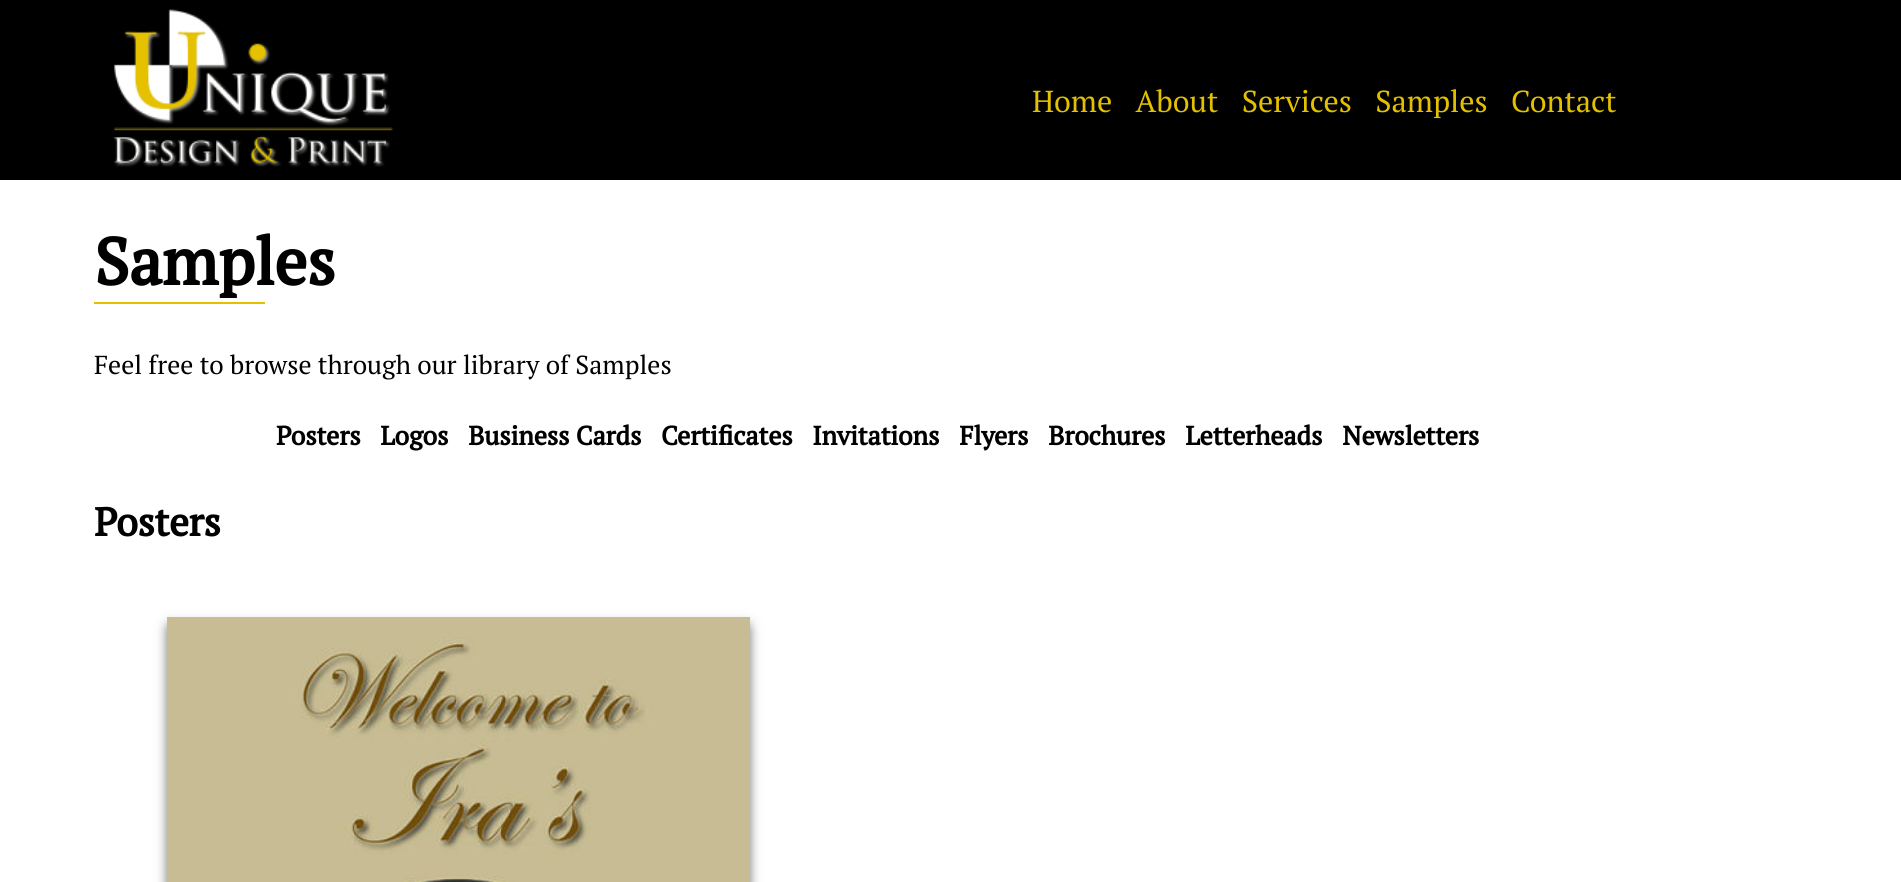 Unique
Design & Print
Home About Services Samples Contact
Samples
Feel free to browse through our library of Samples
Posters Logos Business Cards Certificates Invitations Flyers Brochures Letterheads Newsletters
Posters
Welcome to
Ira's